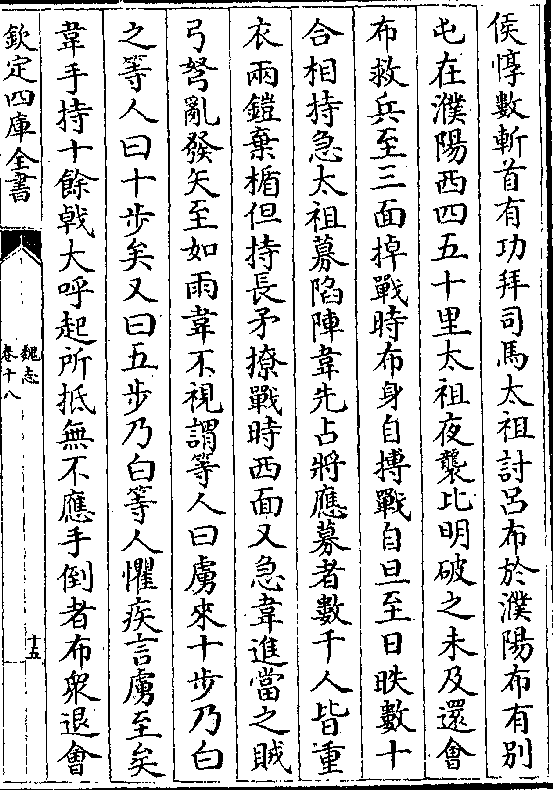 侯惇數斬首有功拜司馬太祖討呂布於濮陽布有别
屯在濮陽西四五十里太祖夜襲比明破之未及還㑹
布救兵至三面掉戰時布身自搏戰自旦至日昳數十
合相持急太祖募陷陣韋先占將應募者數千人皆重
衣兩鎧棄楯但持長矛撩戰時西面又急韋進當之賊
弓弩亂發矢至如雨韋不視謂等人曰虜來十步乃白
之等人曰十步矣又曰五步乃白等人懼疾言虜至矣
韋手持十餘㦸大呼起所抵無不應手倒者布衆退㑹
欽定四庫全書
魏志
卷十八
十五